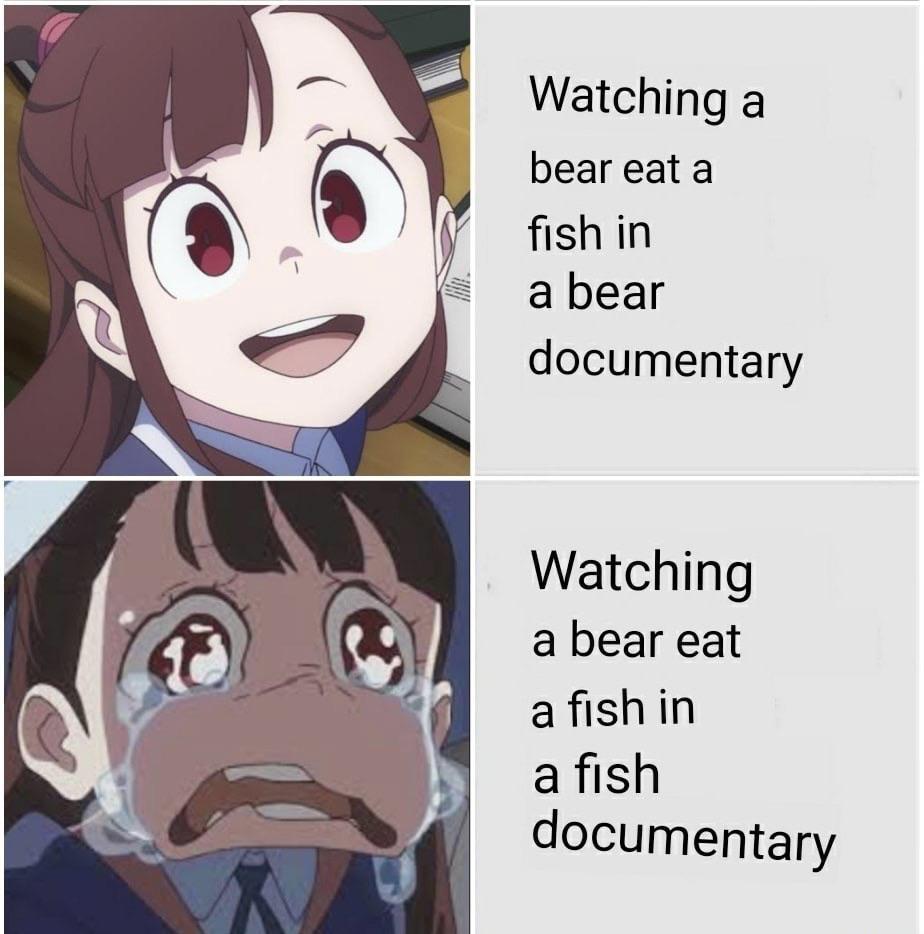 Watching a
bear eat a
fish in
a bear
documentary
Watching
a bear eat
a fish in
a fish
documentary